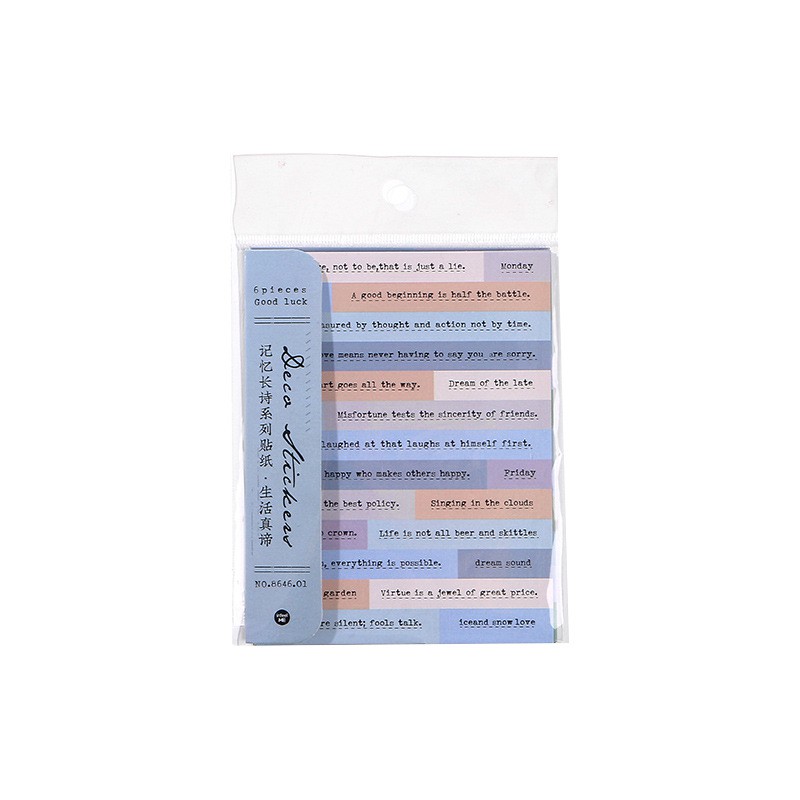 6pieces
Good luck
Deco Stickers
记忆长诗系列贴纸·生活真谛
NO.8646.01
not to be,that is just a lie.
Monday
A good beginning is half the battle.
by thought and action not by time.
means never having to say you are sorry.
goes all the way.
Dream of the late
Misfortune tests the sincerity of friends.
laughed at that laughs at himself first.
happy who makes others happy.
Friday
the best policy.
Singing in the clouds
crown.
Life is not all beer and skittles
everything is possible.
dream sound
garden
Virtue is a jewel of great price.
silent; fools talk.
iceand snow love